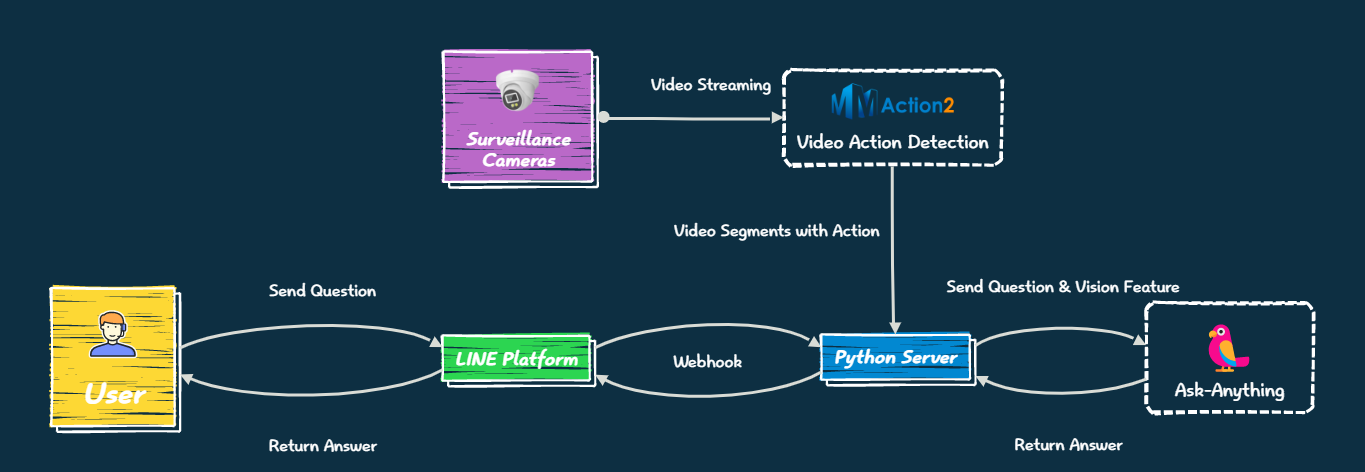 Video Streaming
MMAction2
Video Action Detection
Surveillance
Cameras
Video Segments with Action
Send Question
Send Question & Vision Feature
LINE Platform
Webhook
Python Server
User
Ask-Anything
Return Answer
Return Answer